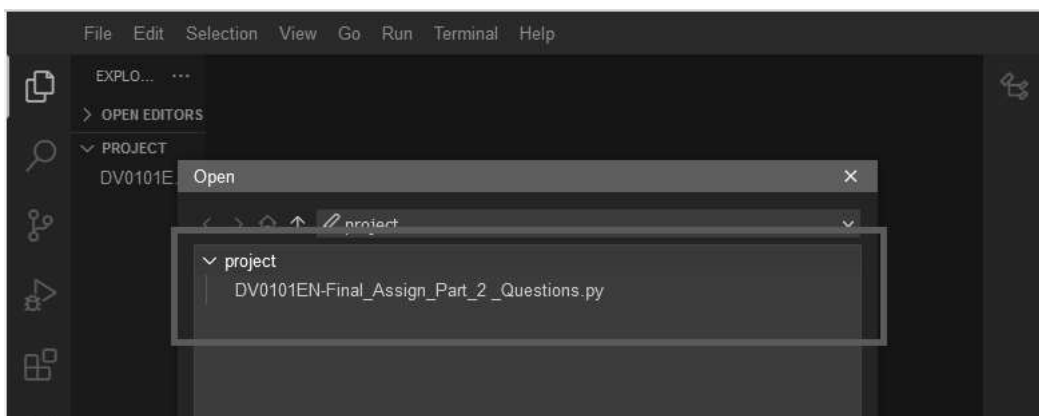 File Edit Selection View Go Run Terminal Help
EXPLO... ···
OPEN EDITORS
PROJECT
DV0101E
Open
project
project
DV0101EN-Final_Assign_Part_2 _Questions.py